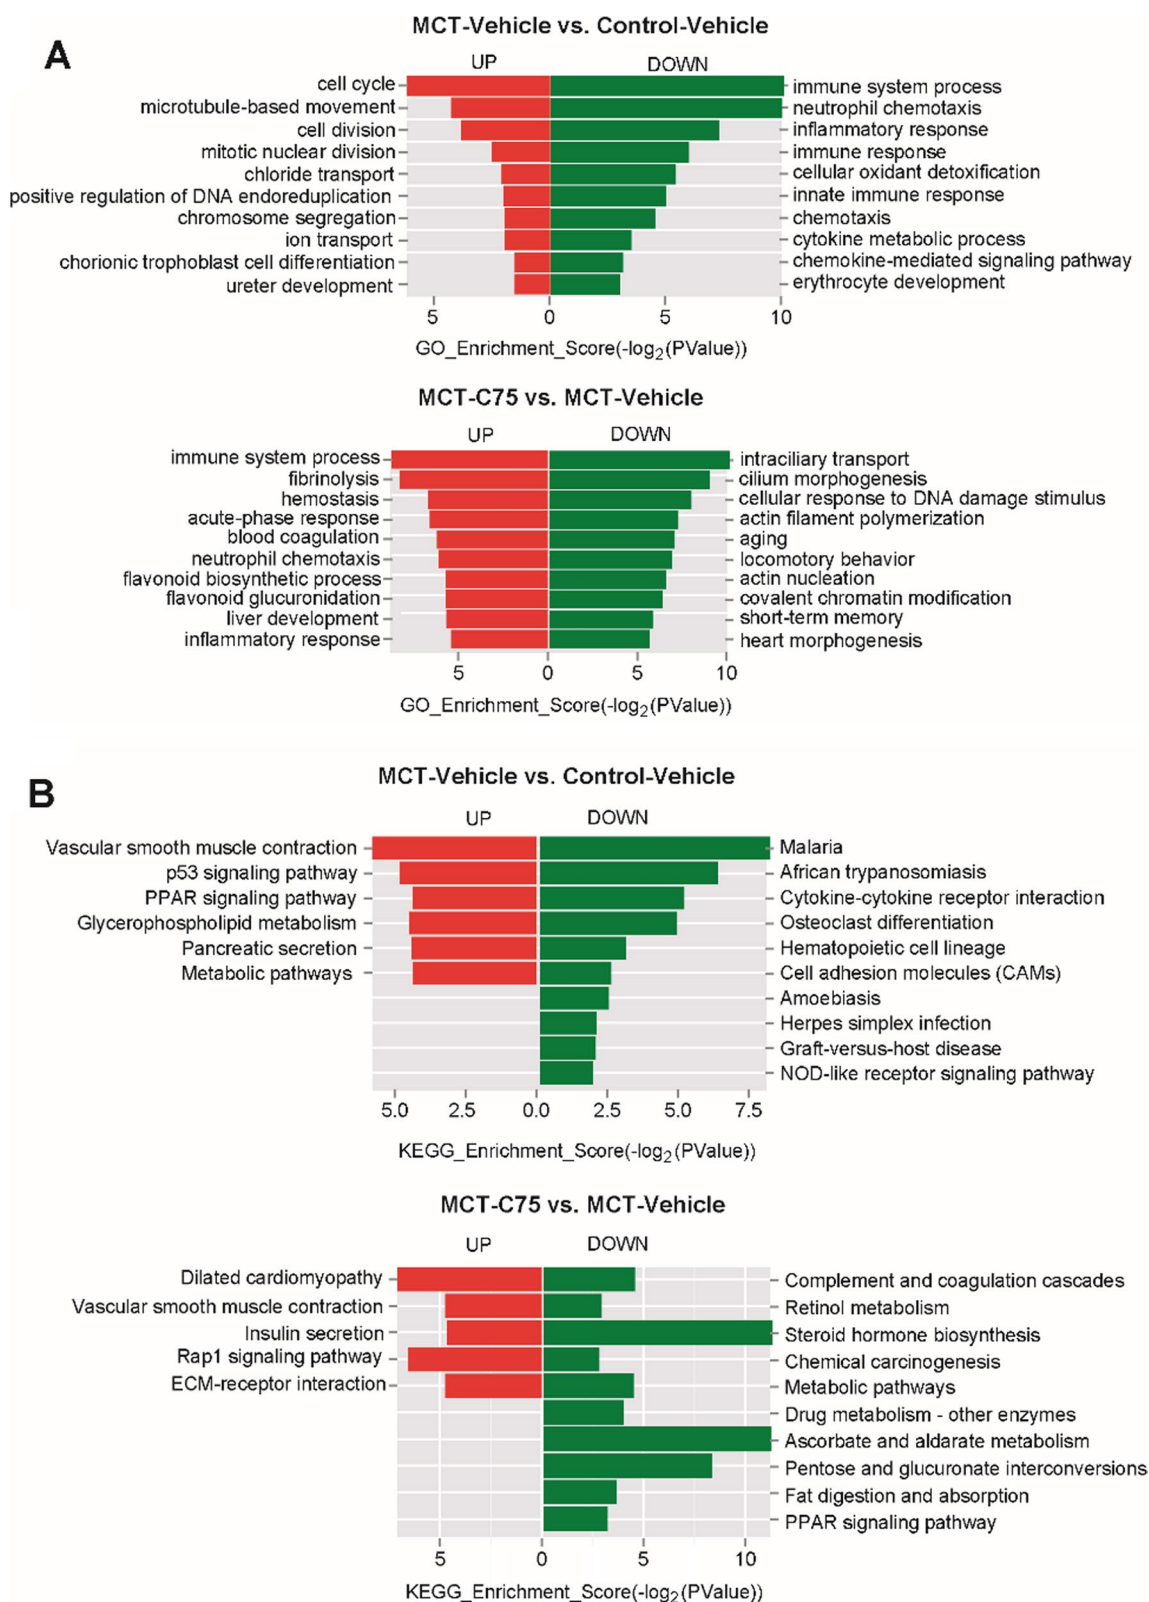 A
MCT-Vehicle vs. Control-Vehicle
UP DOWN
cell cycle immune system process
microtubule-based movement neutrophil chemotaxis
cell division inflammatory response
mitotic nuclear division immune response
chloride transport cellular oxidant detoxification
positive regulation of DNA endoreduplication innate immune response
chromosome segregation chemotaxis
ion transport cytokine metabolic process
chorionic trophoblast cell differentiation chemokine-mediated signaling pathway
ureter development erythrocyte development
5 0 5 10
GO_Enrichment_Score(-log2(PValue))
MCT-C75 vs. MCT-Vehicle
UP DOWN
immune system process intraciliary transport
fibrinolysis cilium morphogenesis
hemostasis cellular response to DNA damage stimulus
acute-phase response actin filament polymerization
blood coagulation aging
neutrophil chemotaxis locomotory behavior
flavonoid biosynthetic process actin nucleation
flavonoid glucuronidation covalent chromatin modification
liver development short-term memory
inflammatory response heart morphogenesis
5 0 5 10
GO_Enrichment_Score(-log2(PValue))
B
MCT-Vehicle vs. Control-Vehicle
UP DOWN
Vascular smooth muscle contraction Malaria
p53 signaling pathway African trypanosomiasis
PPAR signaling pathway Cytokine-cytokine receptor interaction
Glycerophospholipid metabolism Osteoclast differentiation
Pancreatic secretion Hematopoietic cell lineage
Metabolic pathways Cell adhesion molecules (CAMs)
Amoebiasis
Herpes simplex infection
Graft-versus-host disease
NOD-like receptor signaling pathway
5.0 2.5 0.0 2.5 5.0 7.5
KEGG_Enrichment_Score(-log2(PValue))
MCT-C75 vs. MCT-Vehicle
UP DOWN
Dilated cardiomyopathy Complement and coagulation cascades
Vascular smooth muscle contraction Retinol metabolism
Insulin secretion Steroid hormone biosynthesis
Rap1 signaling pathway Chemical carcinogenesis
ECM-receptor interaction Metabolic pathways
Drug metabolism - other enzymes
Ascorbate and aldarate metabolism
Pentose and glucuronate interconversions
Fat digestion and absorption
PPAR signaling pathway
5 0 5 10
KEGG_Enrichment_Score(-log2(PValue))